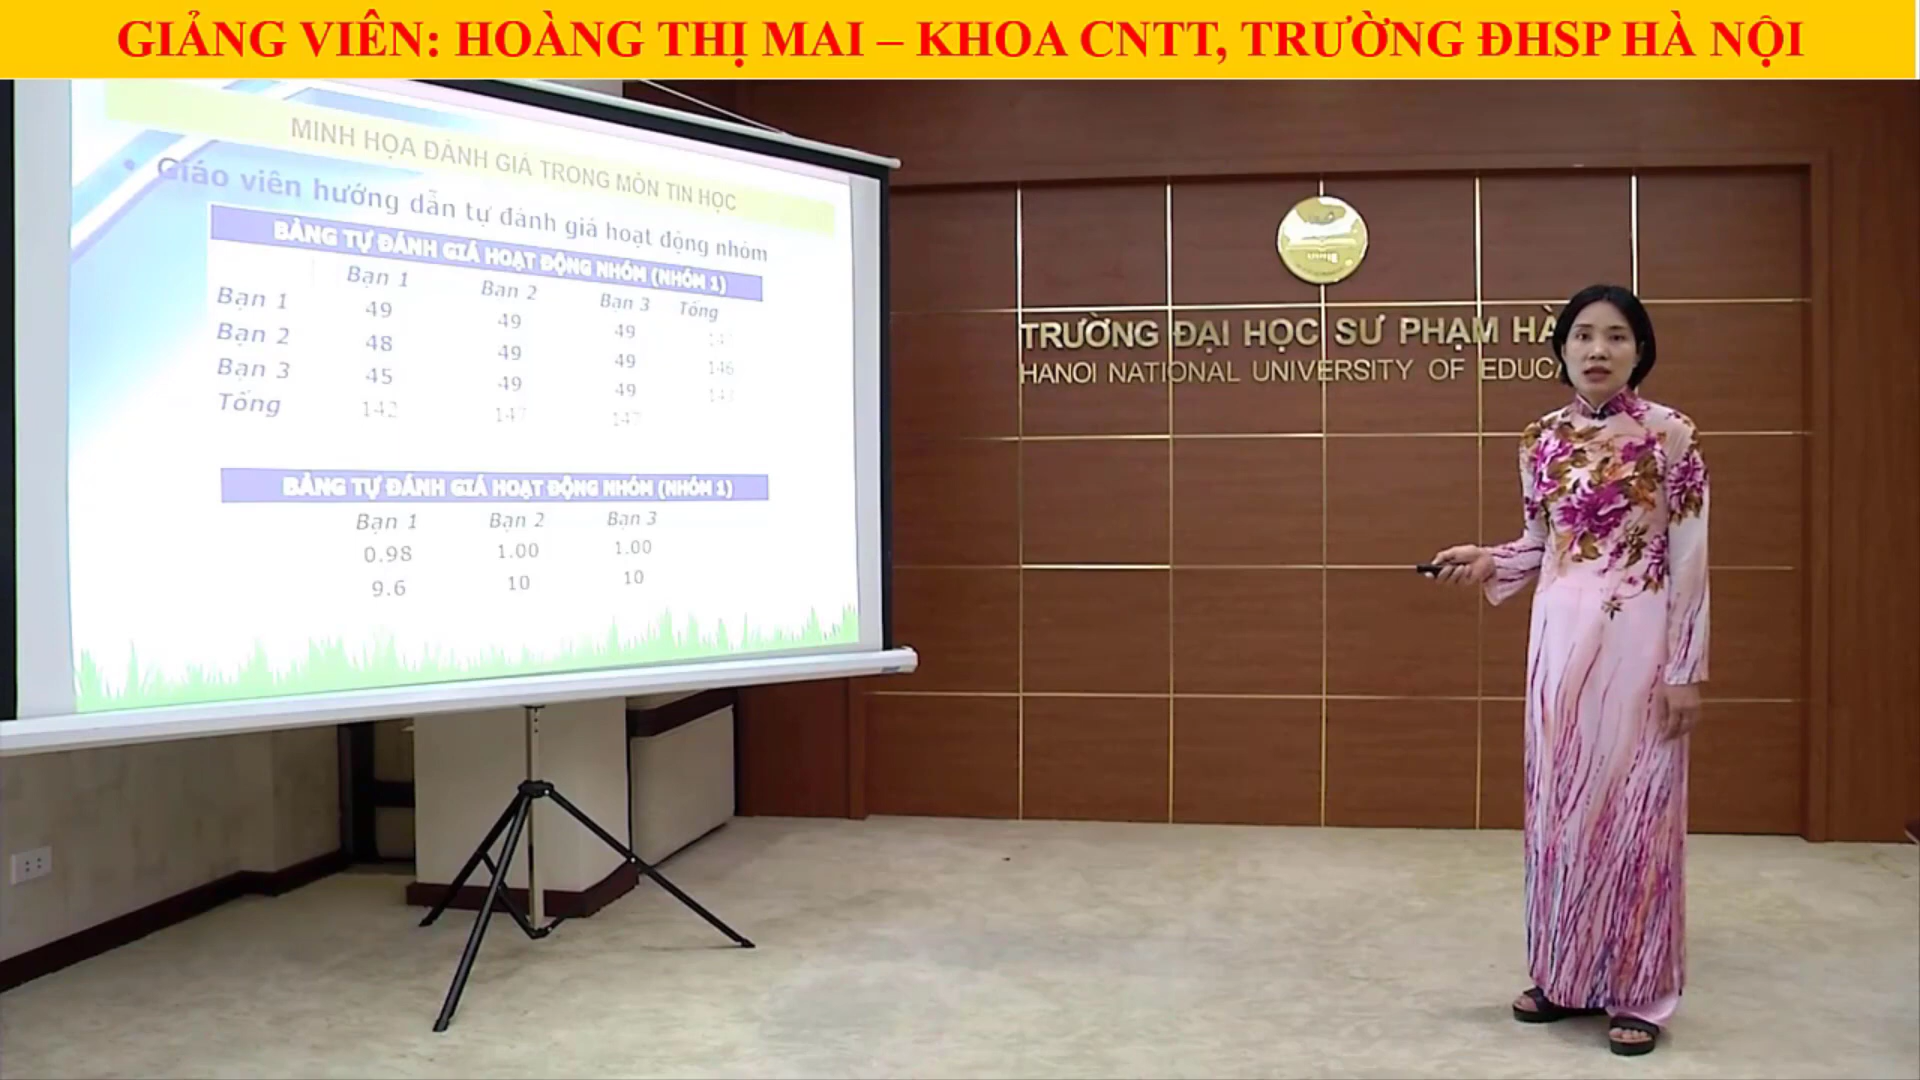 GIẢNG VIÊN: HOÀNG THỊ MAI – KHOA CNTT, TRƯỜNG ĐHSP HÀ NỘI
MINH HỌA ĐÁNH GIÁ TRONG MÔN TIN HỌC
• Giáo viên hướng dẫn tự đánh giá hoạt động nhóm
BẢNG TỰ ĐÁNH GIÁ HOẠT ĐỘNG NHÓM (NHÓM 1)
Bạn 1 Bạn 2 Bạn 3 Tổng
Bạn 1 49 49 49
Bạn 2 48 49 49 146
Bạn 3 45 49 49
Tổng 142 147 147
BẢNG TỰ ĐÁNH GIÁ HOẠT ĐỘNG NHÓM (NHÓM 1)
Bạn 1 Bạn 2 Bạn 3
0.98 1.00 1.00
9.6 10 10
TRƯỜNG ĐẠI HỌC SƯ PHẠM HÀ
HANOI NATIONAL UNIVERSITY OF EDUCA